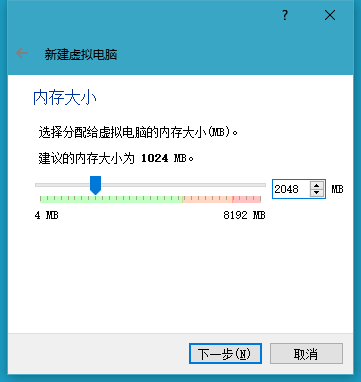 ?
新建虚拟电脑
内存大小
选择分配给虚拟电脑的内存大小(MB)。
建议的内存大小为 1024 MB。
2048 MB
4 MB 8192 MB
下一步(N) 取消